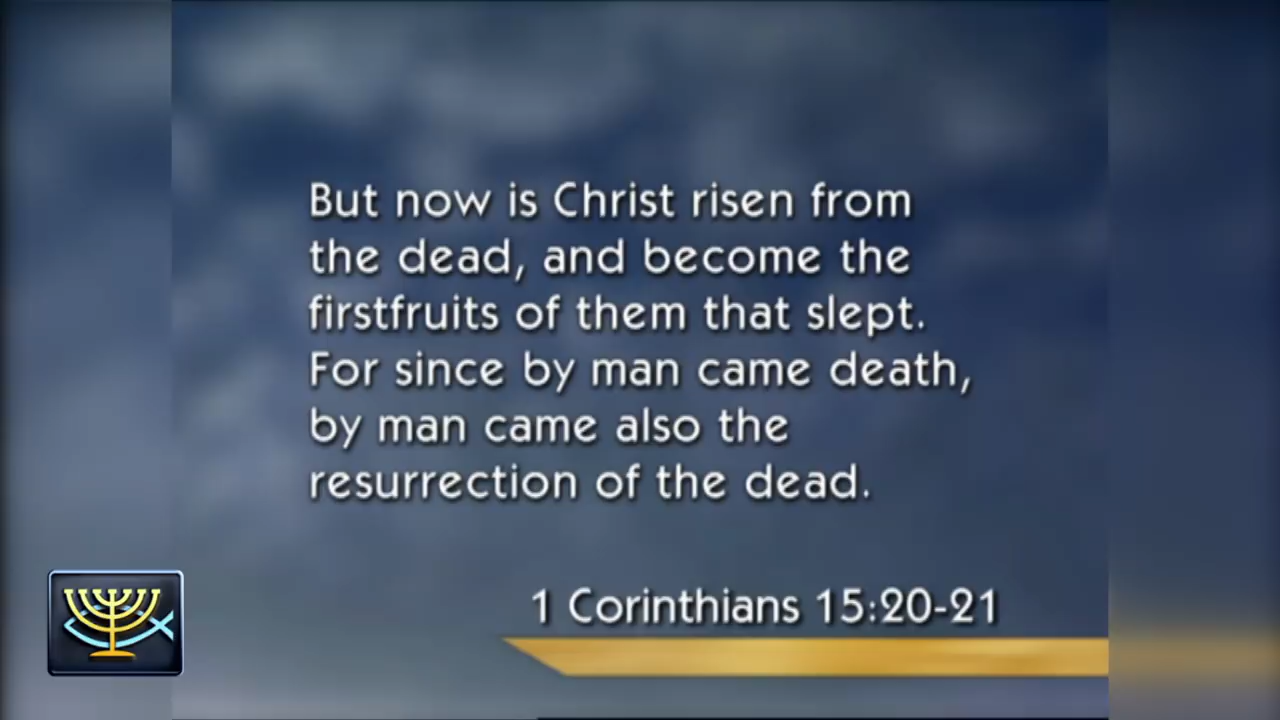 But now is Christ risen from
the dead, and become the
firstfruits of them that slept.
For since by man came death,
by man came also the
resurrection of the dead.
1 Corinthians 15:20-21